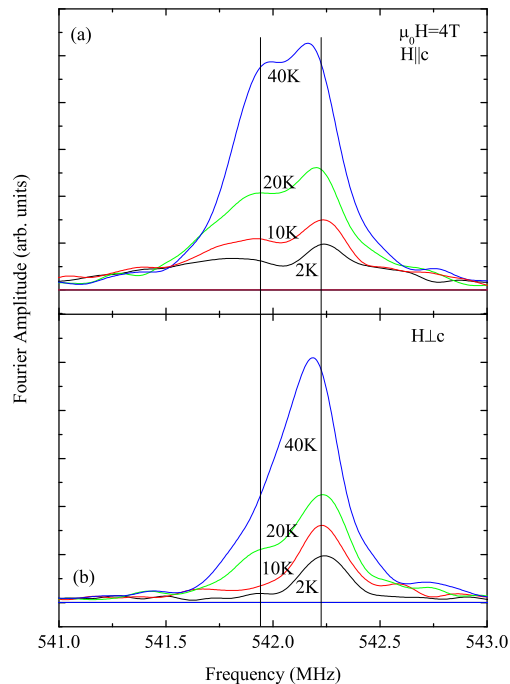 (a)
μ₀H=4T
H||c
40K
20K
10K
2K
Fourier Amplitude (arb. units)
H⊥c
40K
20K
10K
2K
(b)
541.0 541.5 542.0 542.5 543.0
Frequency (MHz)